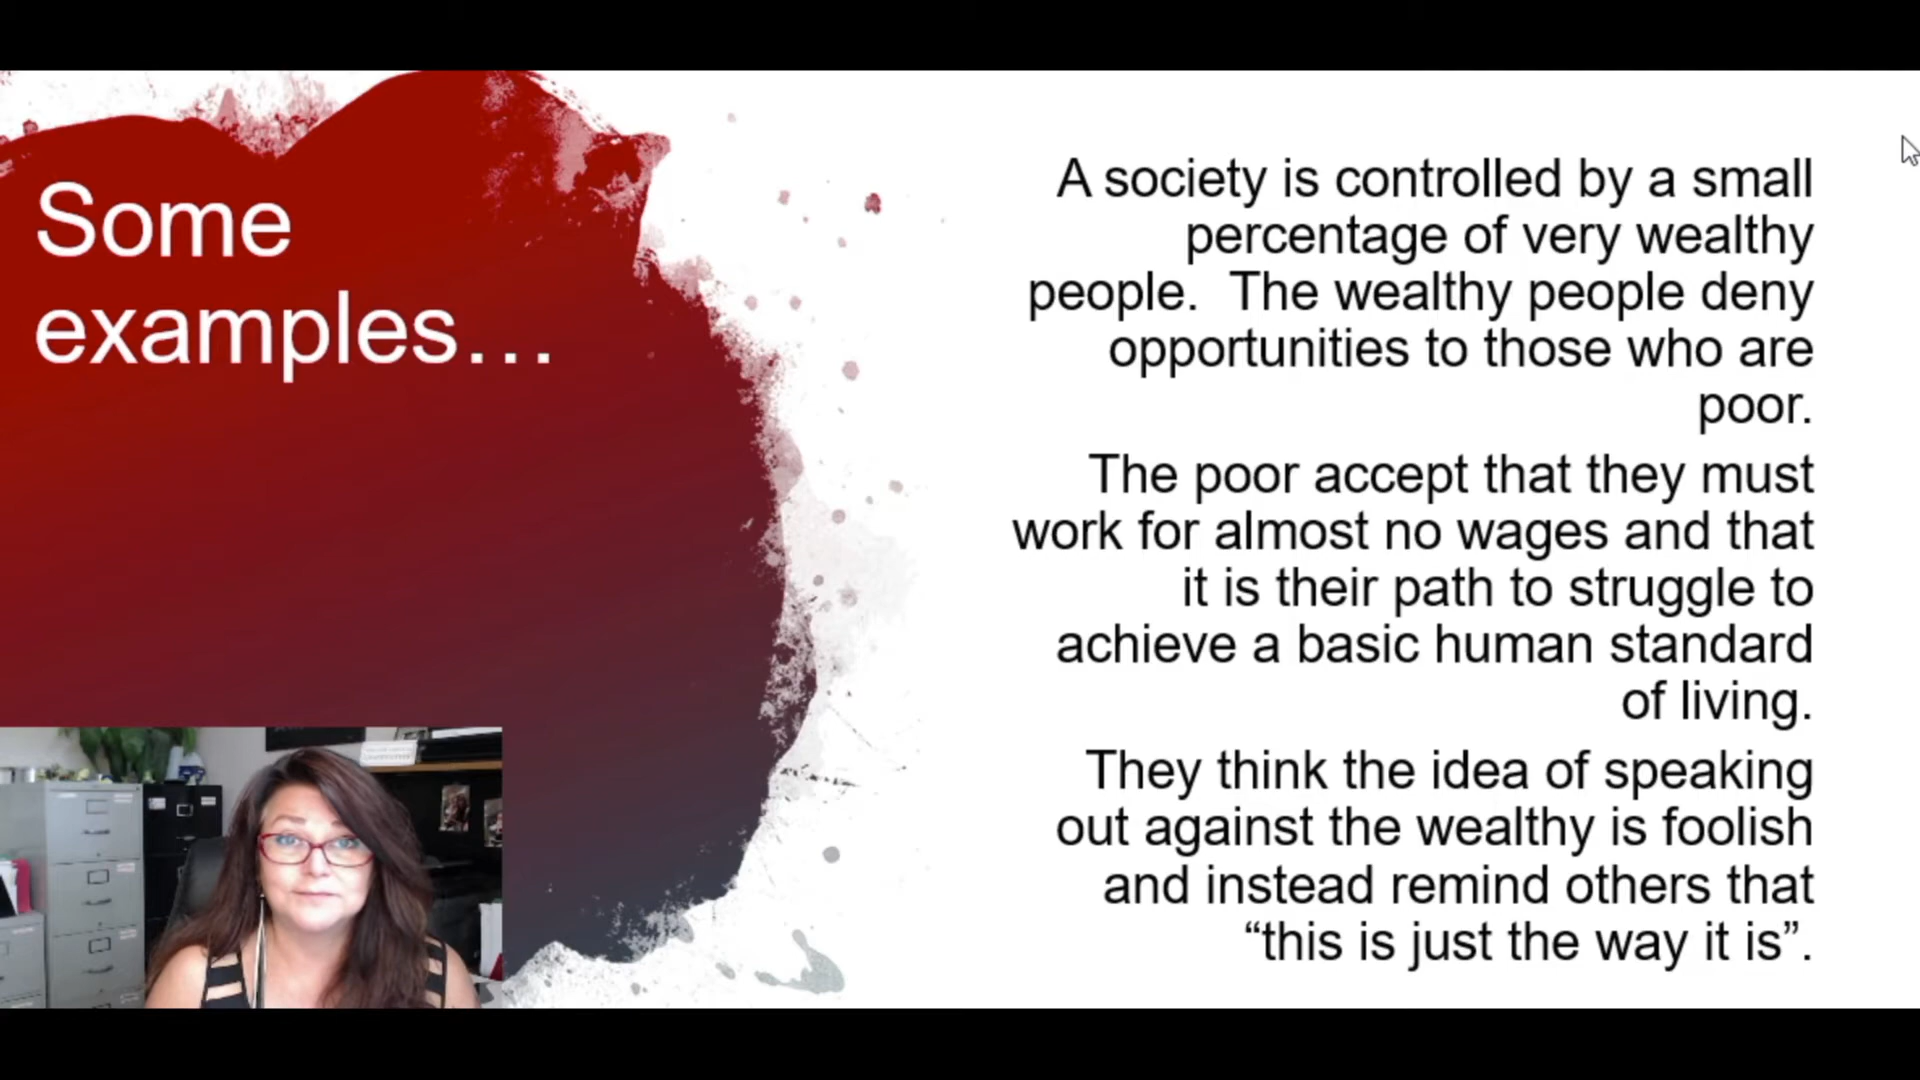 Some
examples…
A society is controlled by a small
percentage of very wealthy
people.  The wealthy people deny
opportunities to those who are
poor.
The poor accept that they must
work for almost no wages and that
it is their path to struggle to
achieve a basic human standard
of living.
They think the idea of speaking
out against the wealthy is foolish
and instead remind others that
“this is just the way it is”.